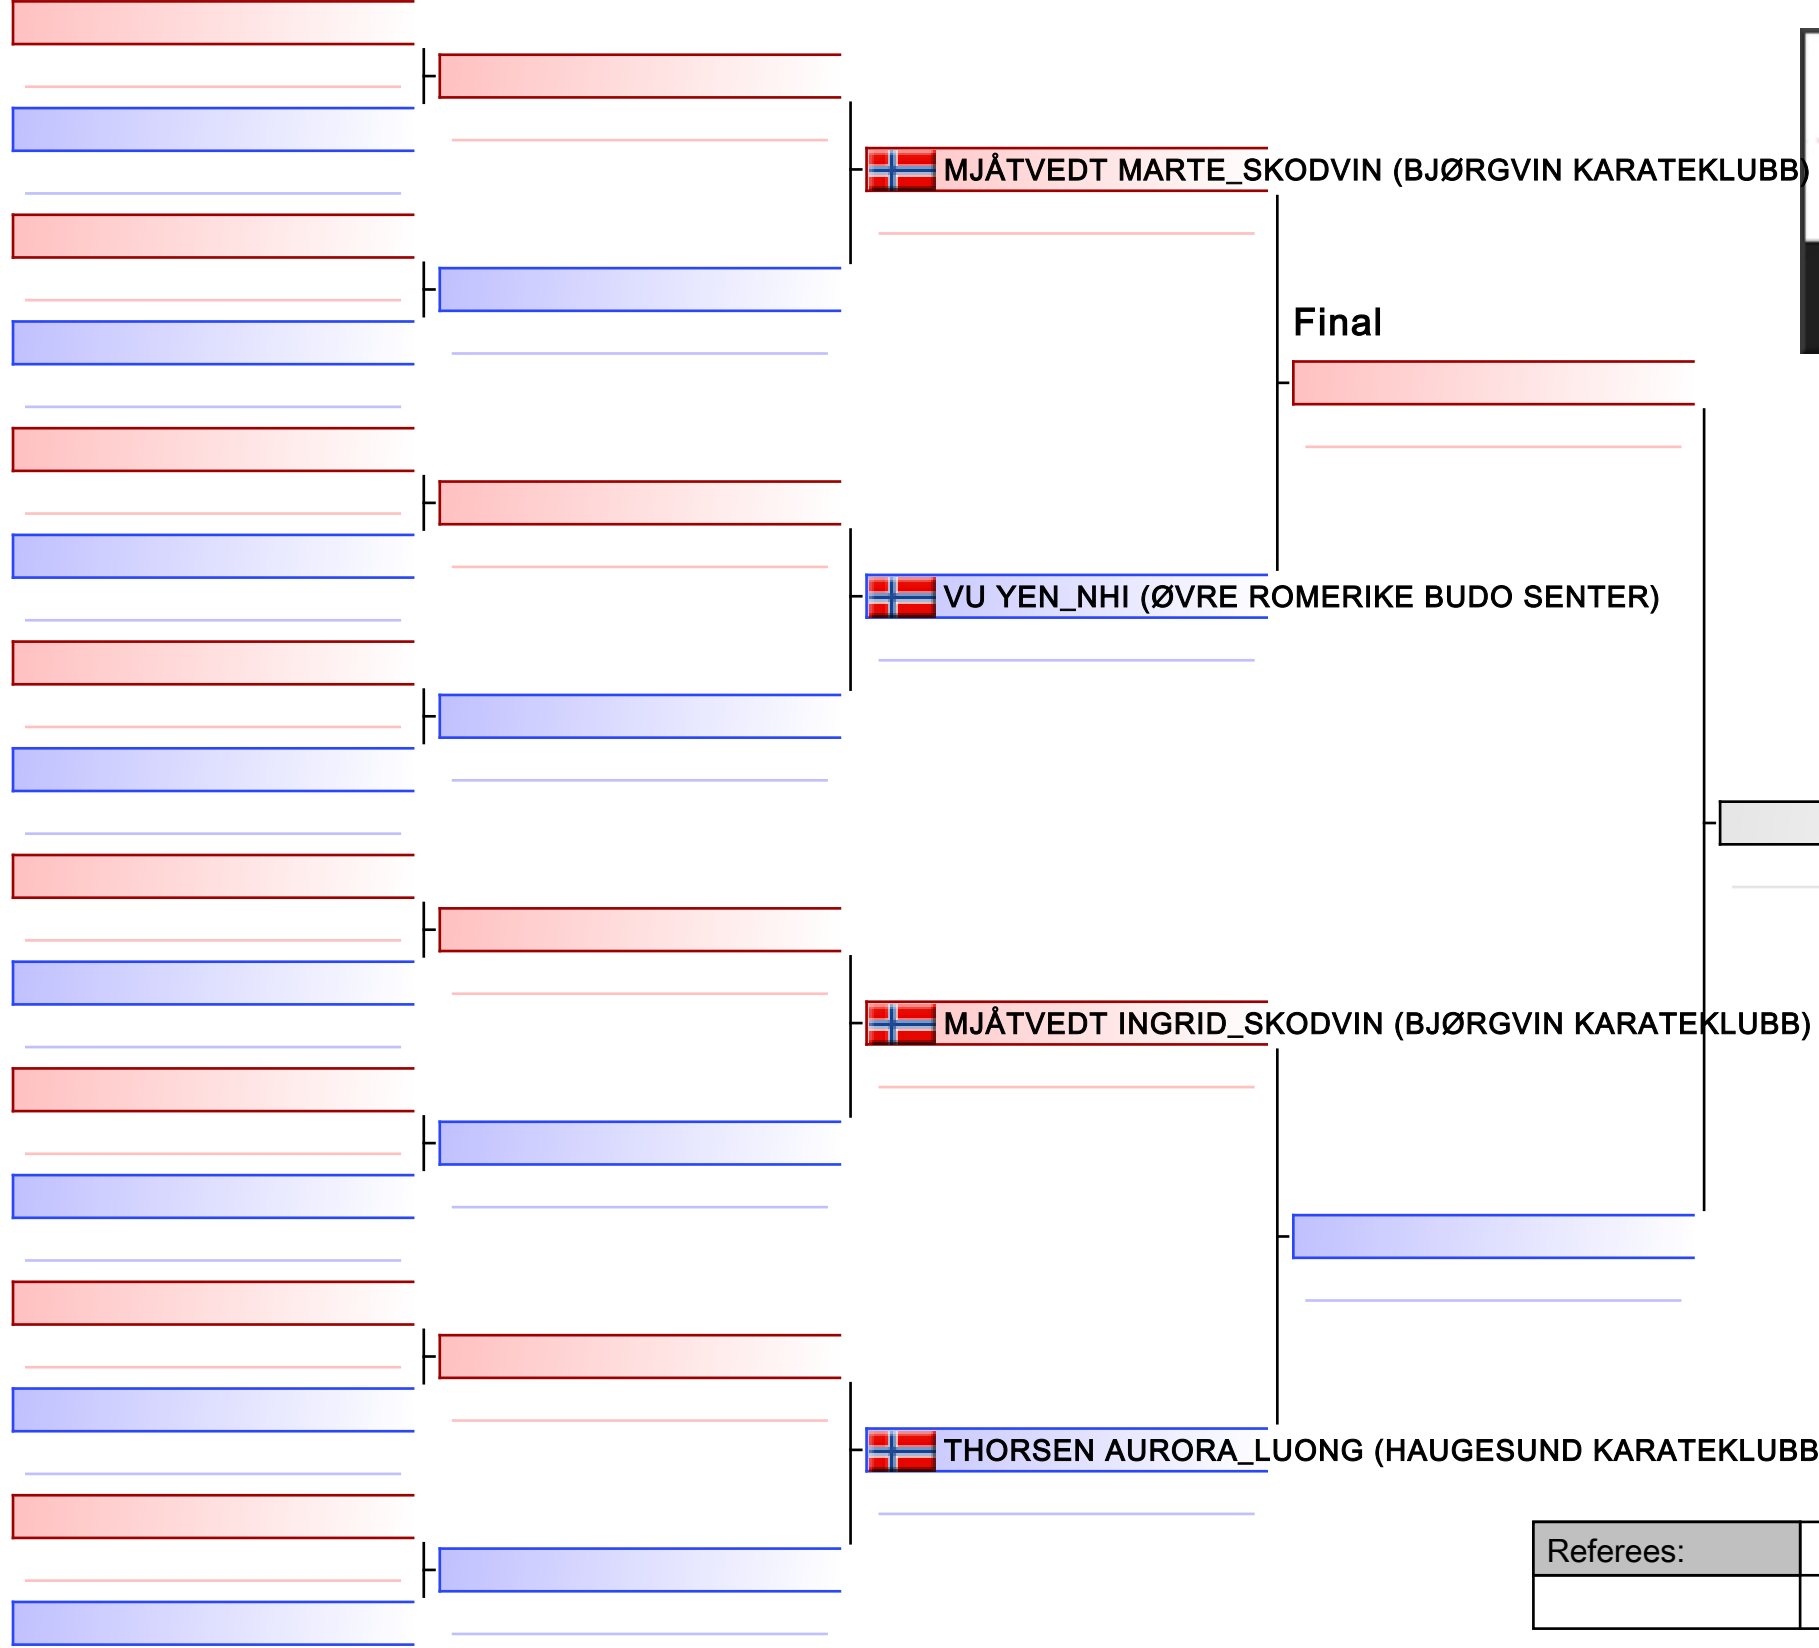 MJÅTVEDT MARTE_SKODVIN (BJØRGVIN KARATEKLUBB)
Final
VU YEN_NHI (ØVRE ROMERIKE BUDO SENTER)
MJÅTVEDT INGRID_SKODVIN (BJØRGVIN KARATEKLUBB)
THORSEN AURORA_LUONG (HAUGESUND KARATEKLUBB
Referees: